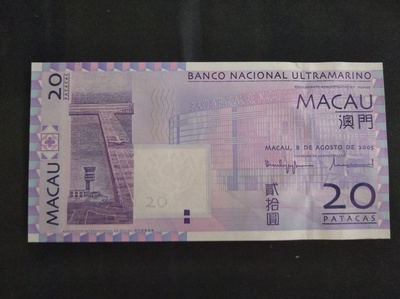 20
PATACAS
BANCO NACIONAL ULTRAMARINO
MACAU
澳門
MACAU, 8 DE AGOSTO DE 2005
MACAU
20
貳拾圓
20
PATACAS